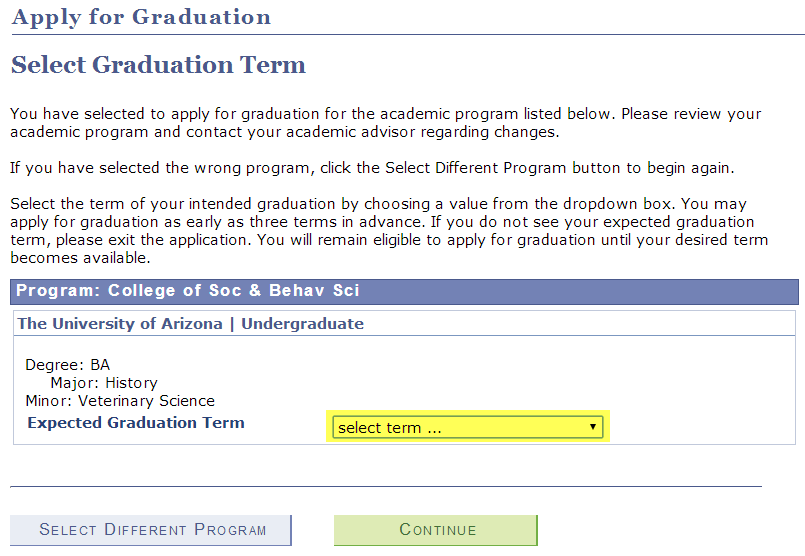 Apply for Graduation
Select Graduation Term
You have selected to apply for graduation for the academic program listed below. Please review your
academic program and contact your academic advisor regarding changes.
If you have selected the wrong program, click the Select Different Program button to begin again.
Select the term of your intended graduation by choosing a value from the dropdown box. You may
apply for graduation as early as three terms in advance. If you do not see your expected graduation
term, please exit the application. You will remain eligible to apply for graduation until your desired term
becomes available.
Program: College of Soc & Behav Sci
The University of Arizona | Undergraduate
Degree: BA
Major: History
Minor: Veterinary Science
Expected Graduation Term select term ...
Select Different Program Continue